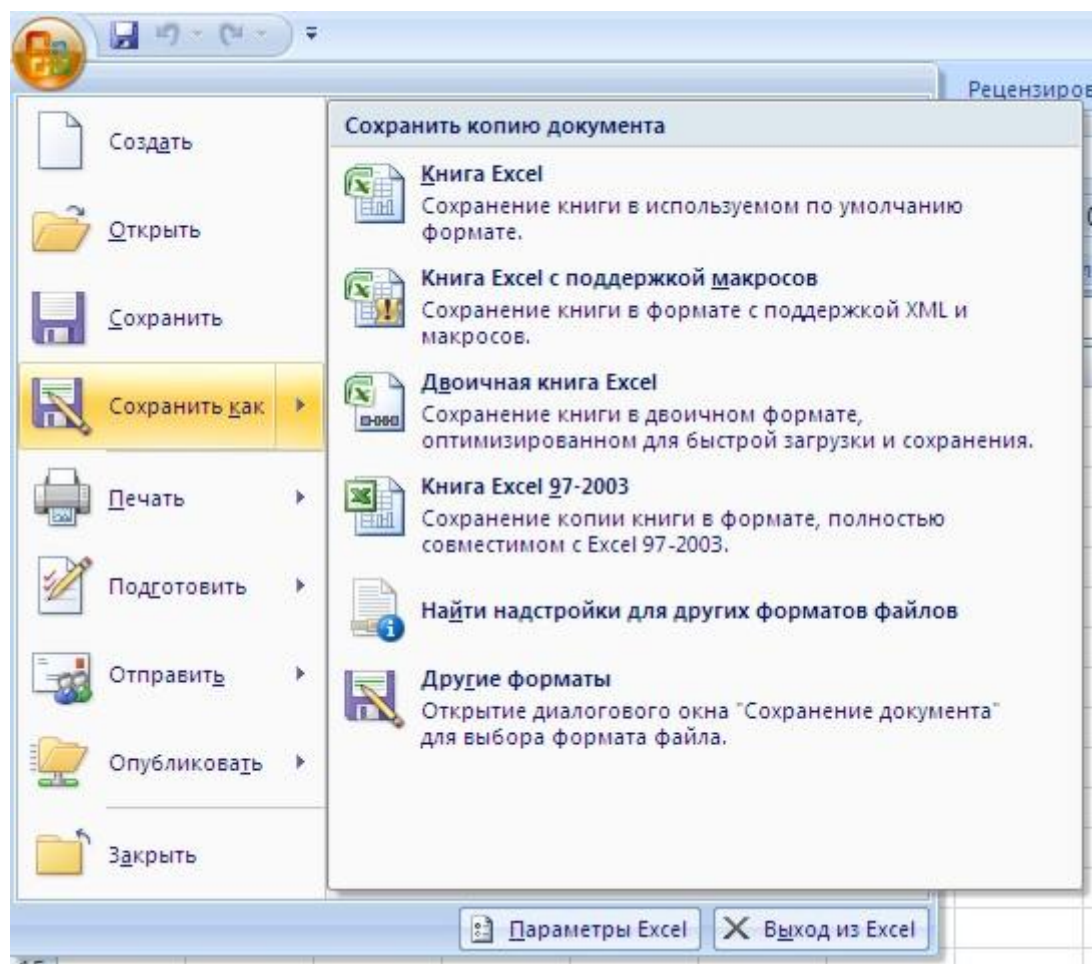 Рецензиров
Создать
Открыть
Сохранить
Сохранить как
Печать
Подготовить
Отправить
Опубликовать
Закрыть
Сохранить копию документа
Книга Excel
Сохранение книги в используемом по умолчанию
формате.
Книга Excel с поддержкой макросов
Сохранение книги в формате с поддержкой XML и
макросов.
Двоичная книга Excel
Сохранение книги в двоичном формате,
оптимизированном для быстрой загрузки и сохранения.
Книга Excel 97-2003
Сохранение копии книги в формате, полностью
совместимом с Excel 97-2003.
Найти надстройки для других форматов файлов
Другие форматы
Открытие диалогового окна "Сохранение документа"
для выбора формата файла.
Параметры Excel
Выход из Excel